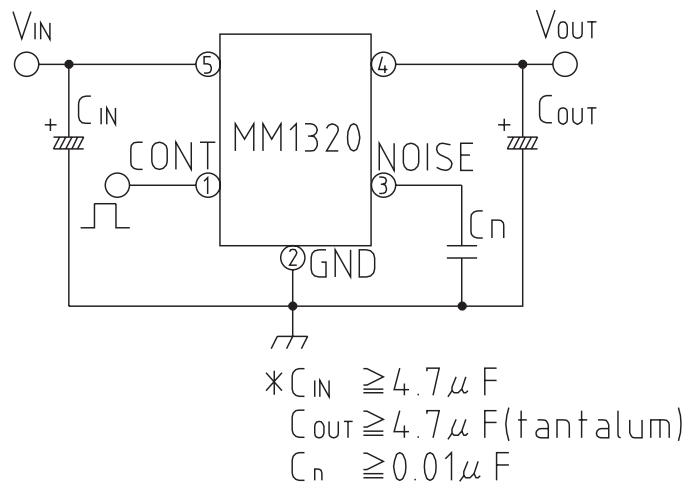 VIN VOUT
5 4
+ CIN + COUT
MM1320
CONT NOISE
1 3
Cn
2 GND
*CIN ≧4.7μF
COUT ≧4.7μF(tantalum)
Cn ≧0.01μF